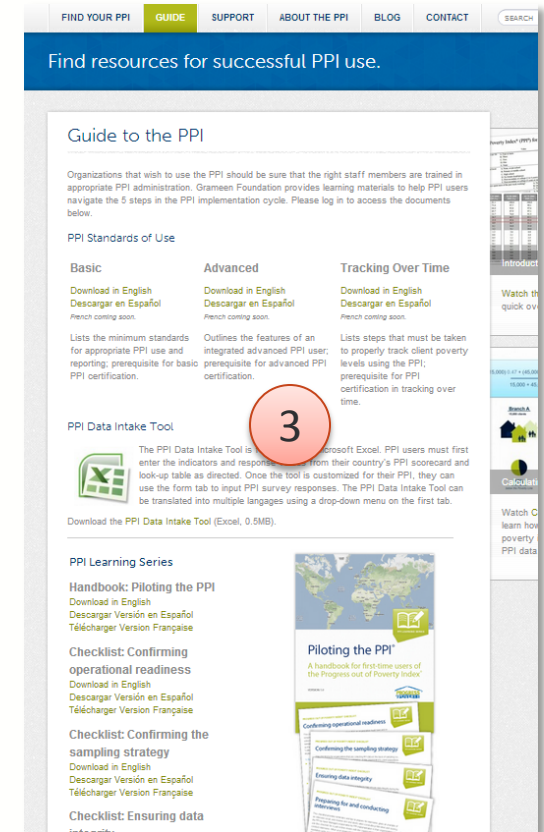 FIND YOUR PPI GUIDE SUPPORT ABOUT THE PPI BLOG CONTACT SEARCH
Find resources for successful PPI use.
Guide to the PPI
Organizations that wish to use the PPI should be sure that the right staff members are trained in
appropriate PPI administration. Grameen Foundation provides learning materials to help PPI users
navigate the 5 steps in the PPI implementation cycle. Please log in to access the documents
below.
PPI Standards of Use
Basic
Download in English
Descargar en Español
French coming soon.
Lists the minimum standards
for appropriate PPI use and
reporting; prerequisite for basic
PPI certification.
Advanced
Download in English
Descargar en Español
French coming soon.
Outlines the features of an
integrated advanced PPI user;
prerequisite for advanced PPI
certification.
Tracking Over Time
Download in English
Descargar en Español
French coming soon.
Lists steps that must be taken
to properly track client poverty
levels using the PPI;
prerequisite for PPI
certification in tracking over
time.
3
PPI Data Intake Tool
The PPI Data Intake Tool is rosoft Excel. PPI users must first
enter the indicators and response from their country's PPI scorecard and
look-up table as directed. Once the tool is customized for their PPI, they can
use the form tab to input PPI survey responses. The PPI Data Intake Tool can
be translated into multiple langages using a drop-down menu on the first tab.
Download the PPI Data Intake Tool (Excel, 0.5MB).
PPI Learning Series
Handbook: Piloting the PPI
Download in English
Descargar Versión en Español
Télécharger Version Française
Checklist: Confirming
operational readiness
Download in English
Descargar Versión en Español
Télécharger Version Française
Checklist: Confirming the
sampling strategy
Download in English
Descargar Versión en Español
Télécharger Version Française
Checklist: Ensuring data
Piloting the PPI®
A handbook for first-time users of
the Progress out of Poverty Index®
Confirming operational readiness
Confirming the sampling strategy
Ensuring data integrity
Preparing for and conducting
interviews
Introduct
Watch th
quick ov
Branch A
Calculati
Watch C
learn how
poverty
PPI data